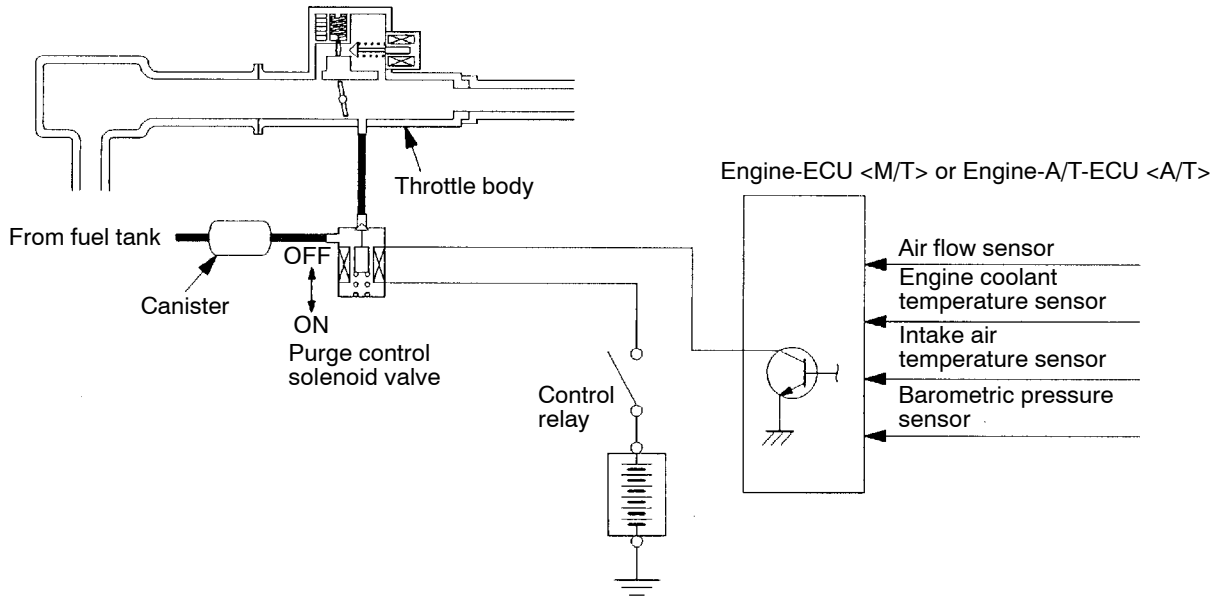 Throttle body
Engine-ECU <M/T> or Engine-A/T-ECU <A/T>
From fuel tank
OFF
Canister
ON
Purge control
solenoid valve
Control
relay
Air flow sensor
Engine coolant
temperature sensor
Intake air
temperature sensor
Barometric pressure
sensor